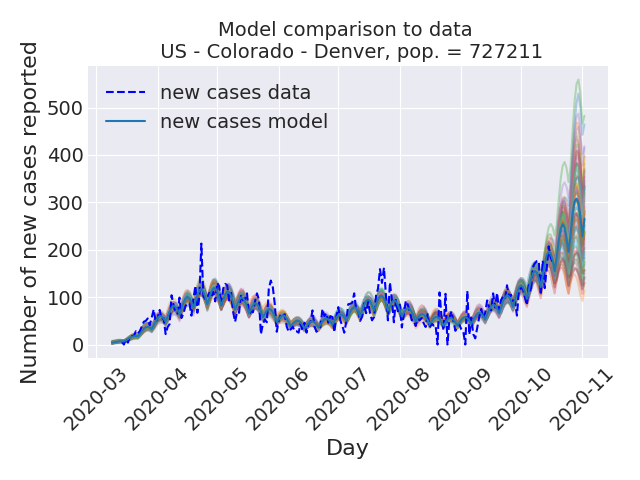 Model comparison to data
US - Colorado - Denver, pop. = 727211
Number of new cases reported
new cases data
new cases model
500
400
300
200
100
0
2020-03
2020-04
2020-05
2020-06
2020-07
2020-08
2020-09
2020-10
2020-11
Day